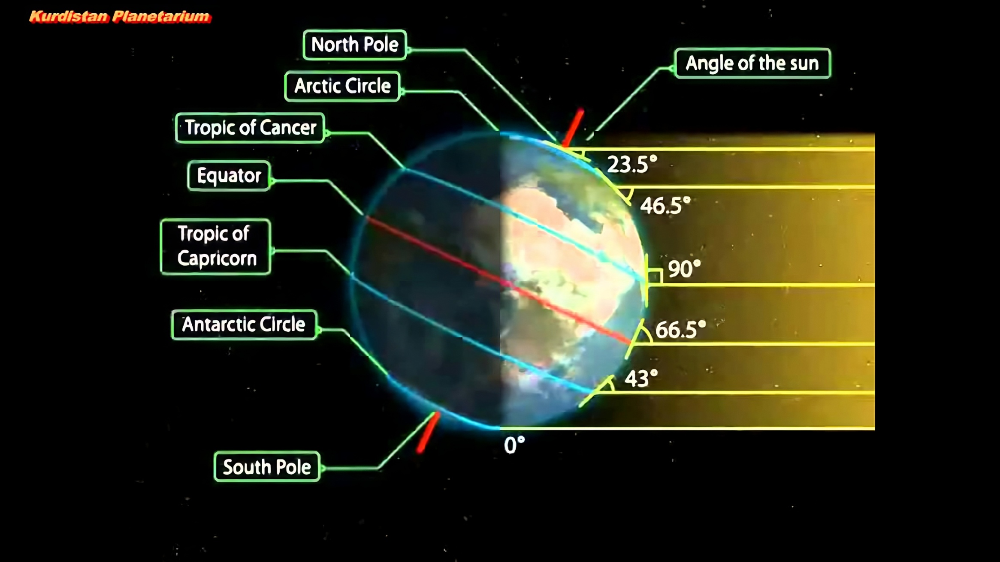 Kurdistan Planetarium
North Pole
Angle of the sun
Arctic Circle
Tropic of Cancer
23.5°
Equator
46.5°
Tropic of
Capricorn
90°
Antarctic Circle
66.5°
43°
0°
South Pole